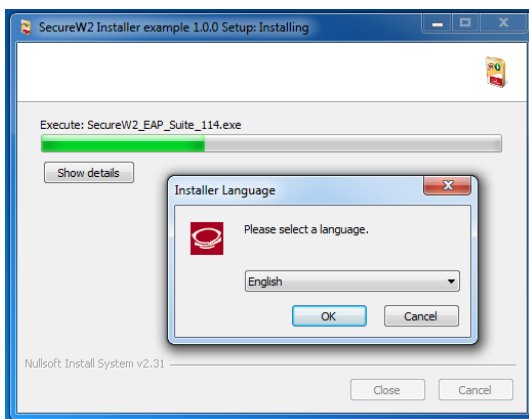 SecureW2 Installer example 1.0.0 Setup: Installing
Execute: SecureW2_EAP_Suite_114.exe
Show details
Installer Language
Please select a language.
English
OK Cancel
Nullsoft Install System v2.31
Close Cancel